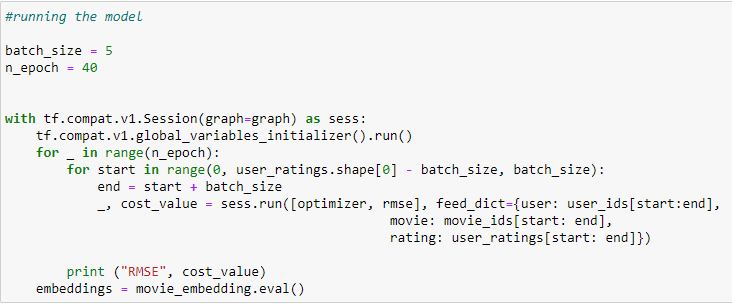 #running the model

batch_size = 5
n_epoch = 40


with tf.compat.v1.Session(graph=graph) as sess:
    tf.compat.v1.global_variables_initializer().run()
    for _ in range(n_epoch):
        for start in range(0, user_ratings.shape[0] - batch_size, batch_size):
            end = start + batch_size
            _, cost_value = sess.run([optimizer, rmse], feed_dict={user: user_ids[start:end],
                                                  movie: movie_ids[start: end],
                                                  rating: user_ratings[start: end]})

        print ("RMSE", cost_value)
    embeddings = movie_embedding.eval()